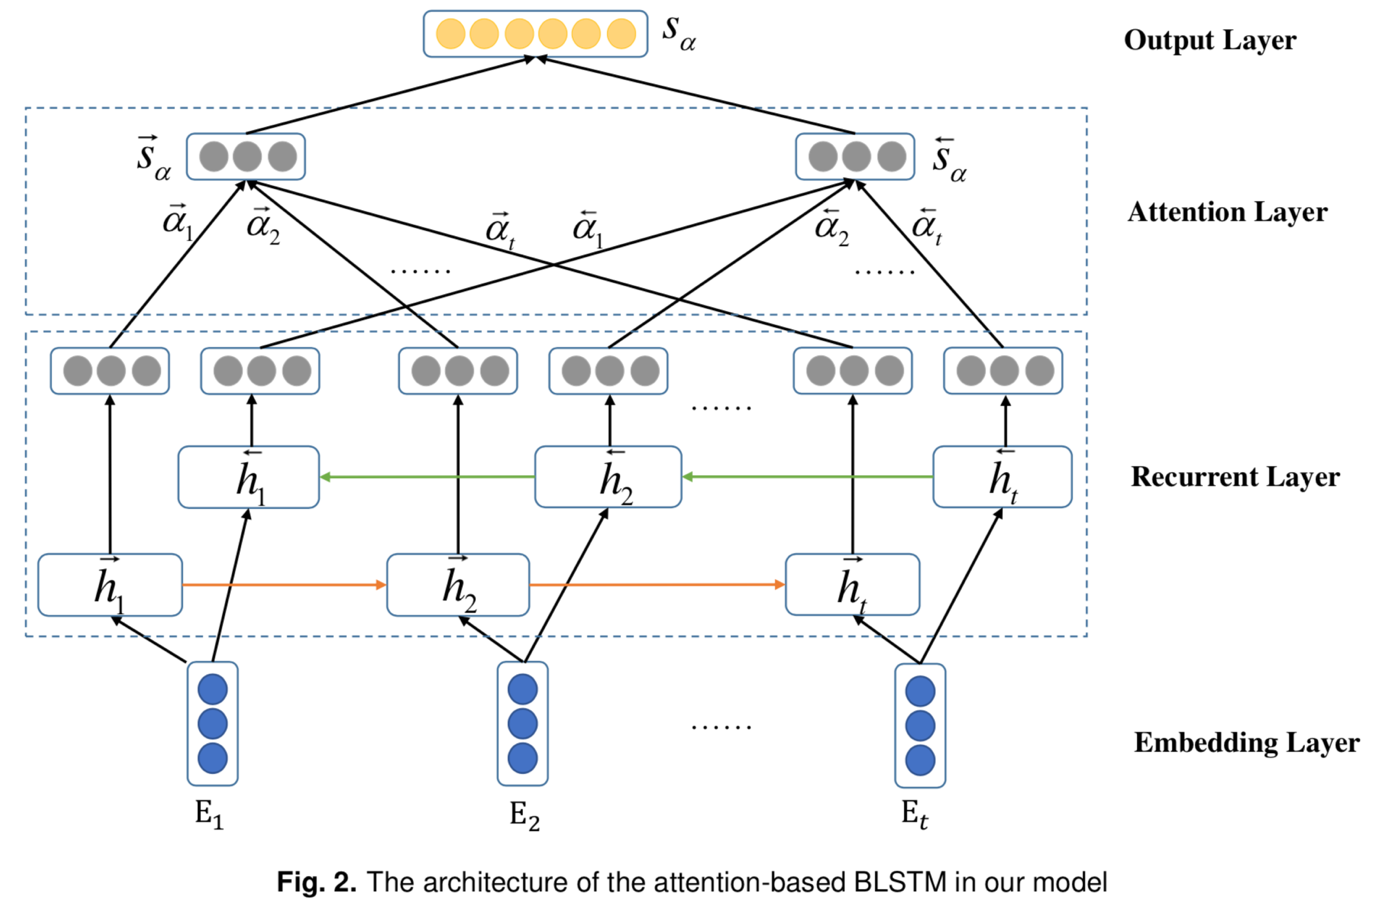 s_α Output Layer
→s_α ←s_α
→α_1 →α_2 →α_t ←α_1 ←α_2 ←α_t Attention Layer
...... ......
......
←h_1 ←h_2 ←h_t Recurrent Layer
→h_1 →h_2 →h_t
...... Embedding Layer
E_1 E_2 E_t
Fig. 2. The architecture of the attention-based BLSTM in our model